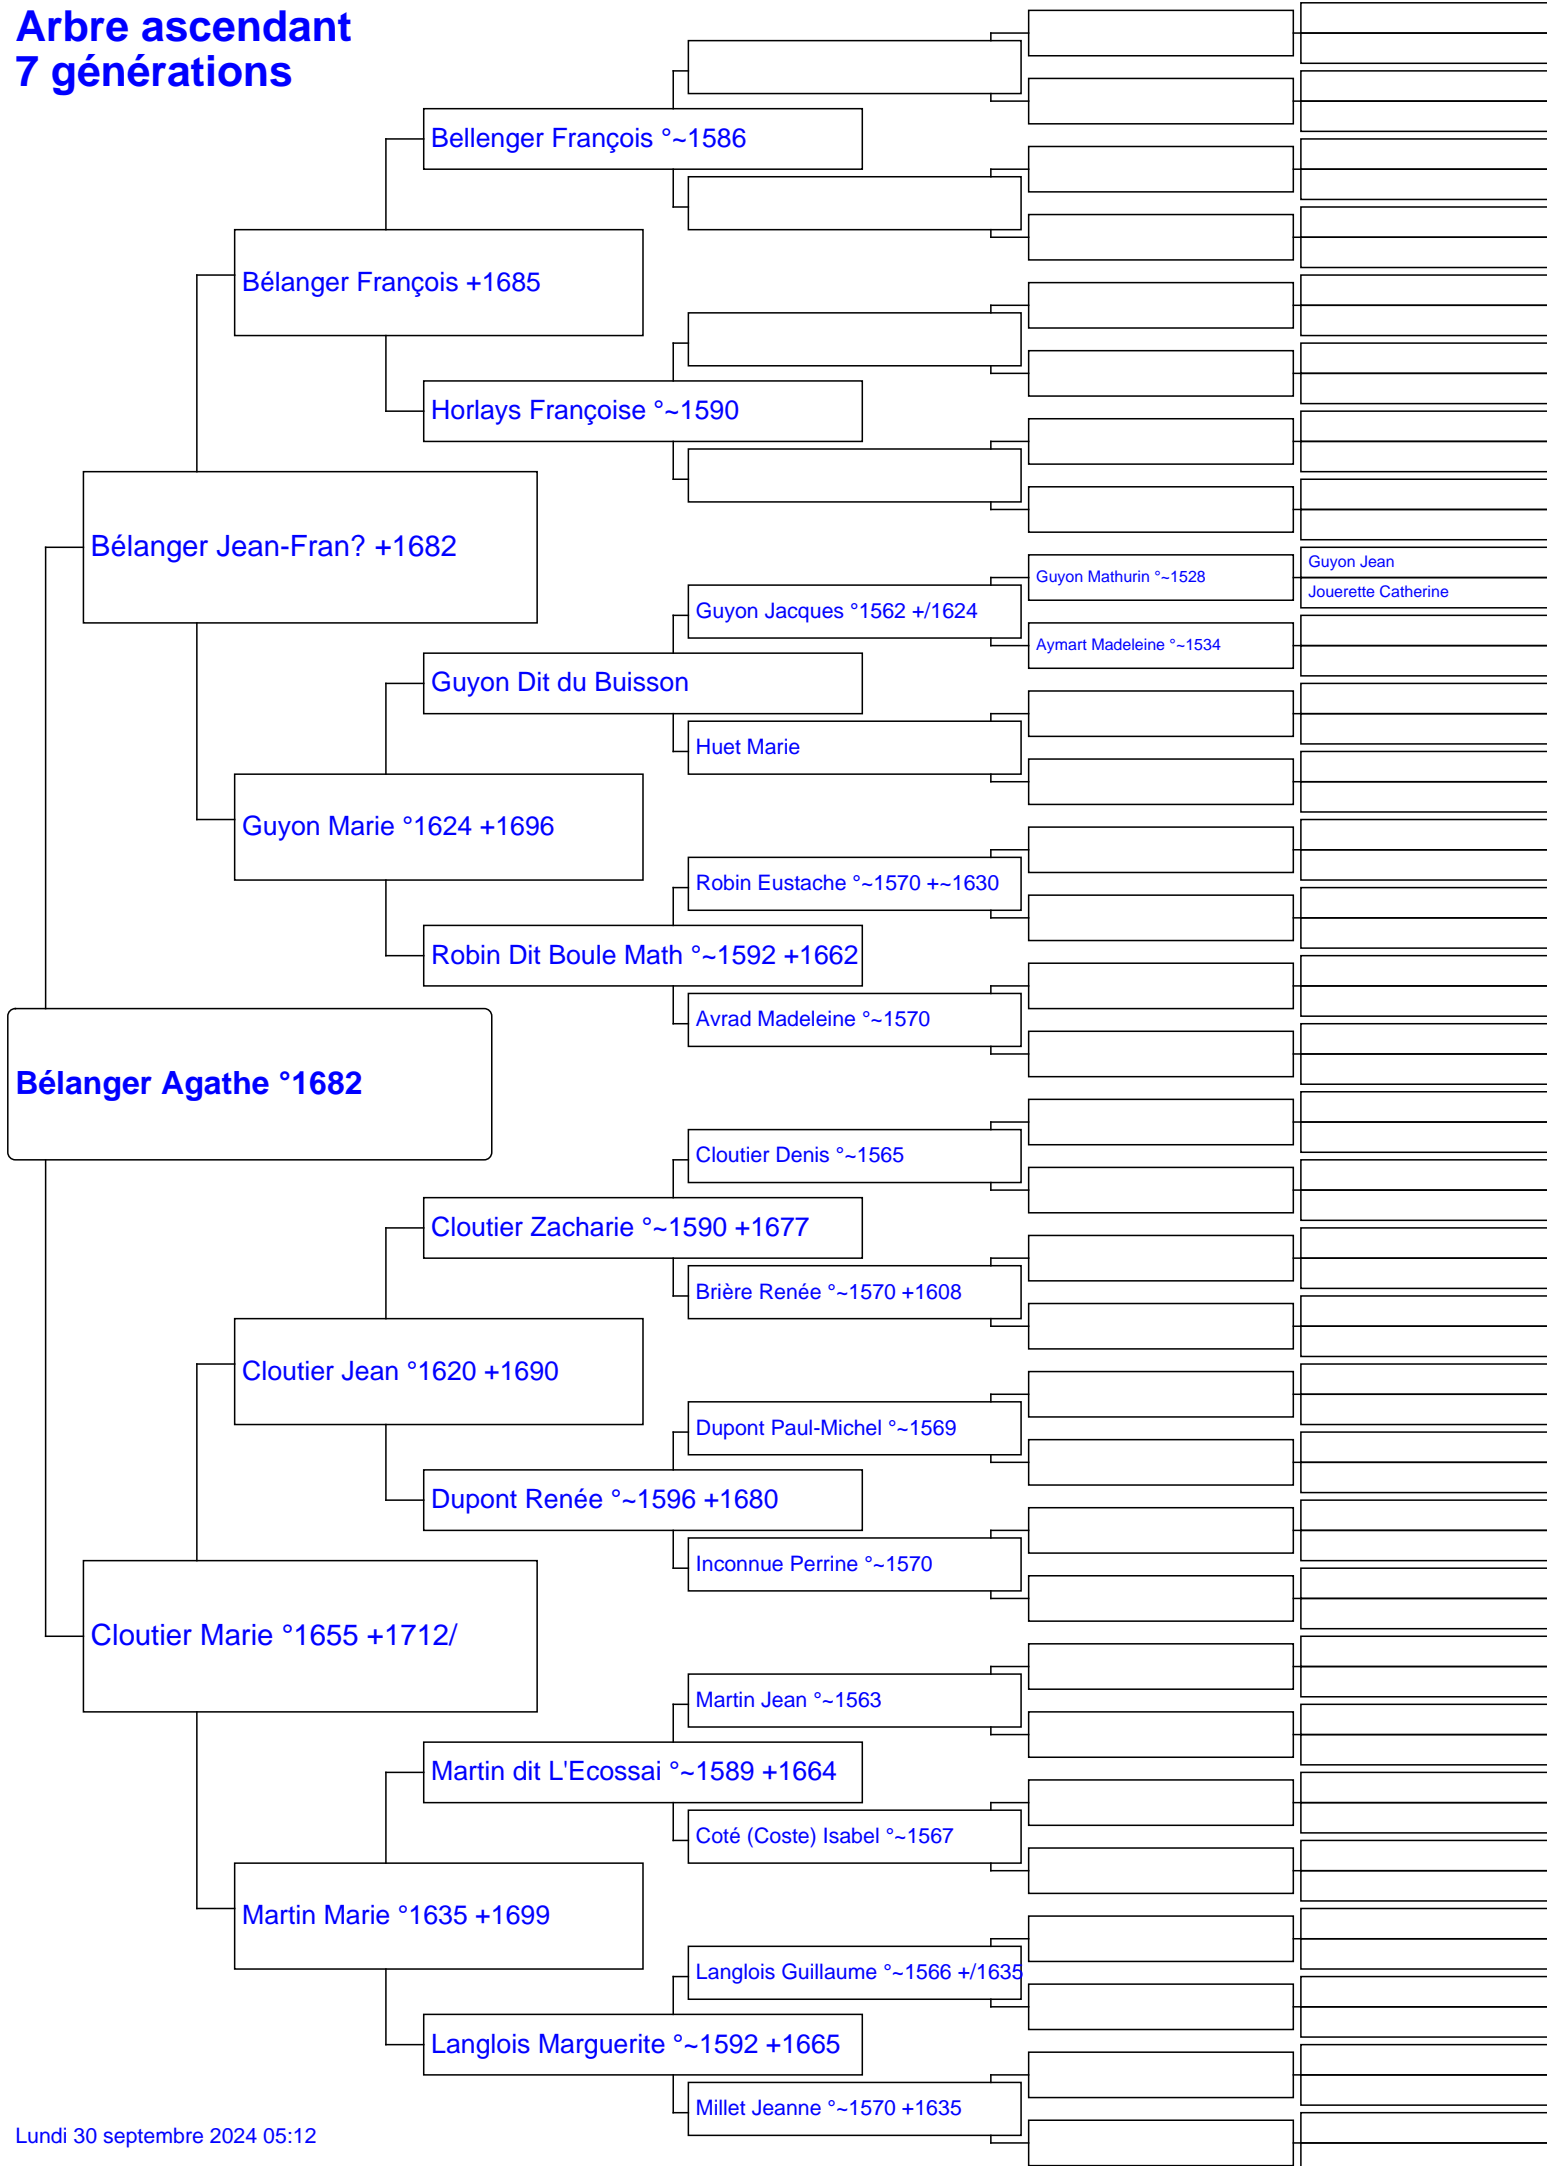 Arbre ascendant
7 générations
Bellenger François °~1586
Bélanger François +1685
Horlays Françoise °~1590
Bélanger Jean-Fran? +1682
Guyon Jean
Guyon Mathurin °~1528
Jouerette Catherine
Guyon Jacques °1562 +/1624
Aymart Madeleine °~1534
Guyon Dit du Buisson
Huet Marie
Guyon Marie °1624 +1696
Robin Eustache °~1570 +~1630
Robin Dit Boule Math °~1592 +1662
Avrad Madeleine °~1570
Bélanger Agathe °1682
Cloutier Denis °~1565
Cloutier Zacharie °~1590 +1677
Brière Renée °~1570 +1608
Cloutier Jean °1620 +1690
Dupont Paul-Michel °~1569
Dupont Renée °~1596 +1680
Inconnue Perrine °~1570
Cloutier Marie °1655 +1712/
Martin Jean °~1563
Martin dit L'Ecossai °~1589 +1664
Coté (Coste) Isabel °~1567
Martin Marie °1635 +1699
Langlois Guillaume °~1566 +/1635
Langlois Marguerite °~1592 +1665
Millet Jeanne °~1570 +1635
Lundi 30 septembre 2024 05:12